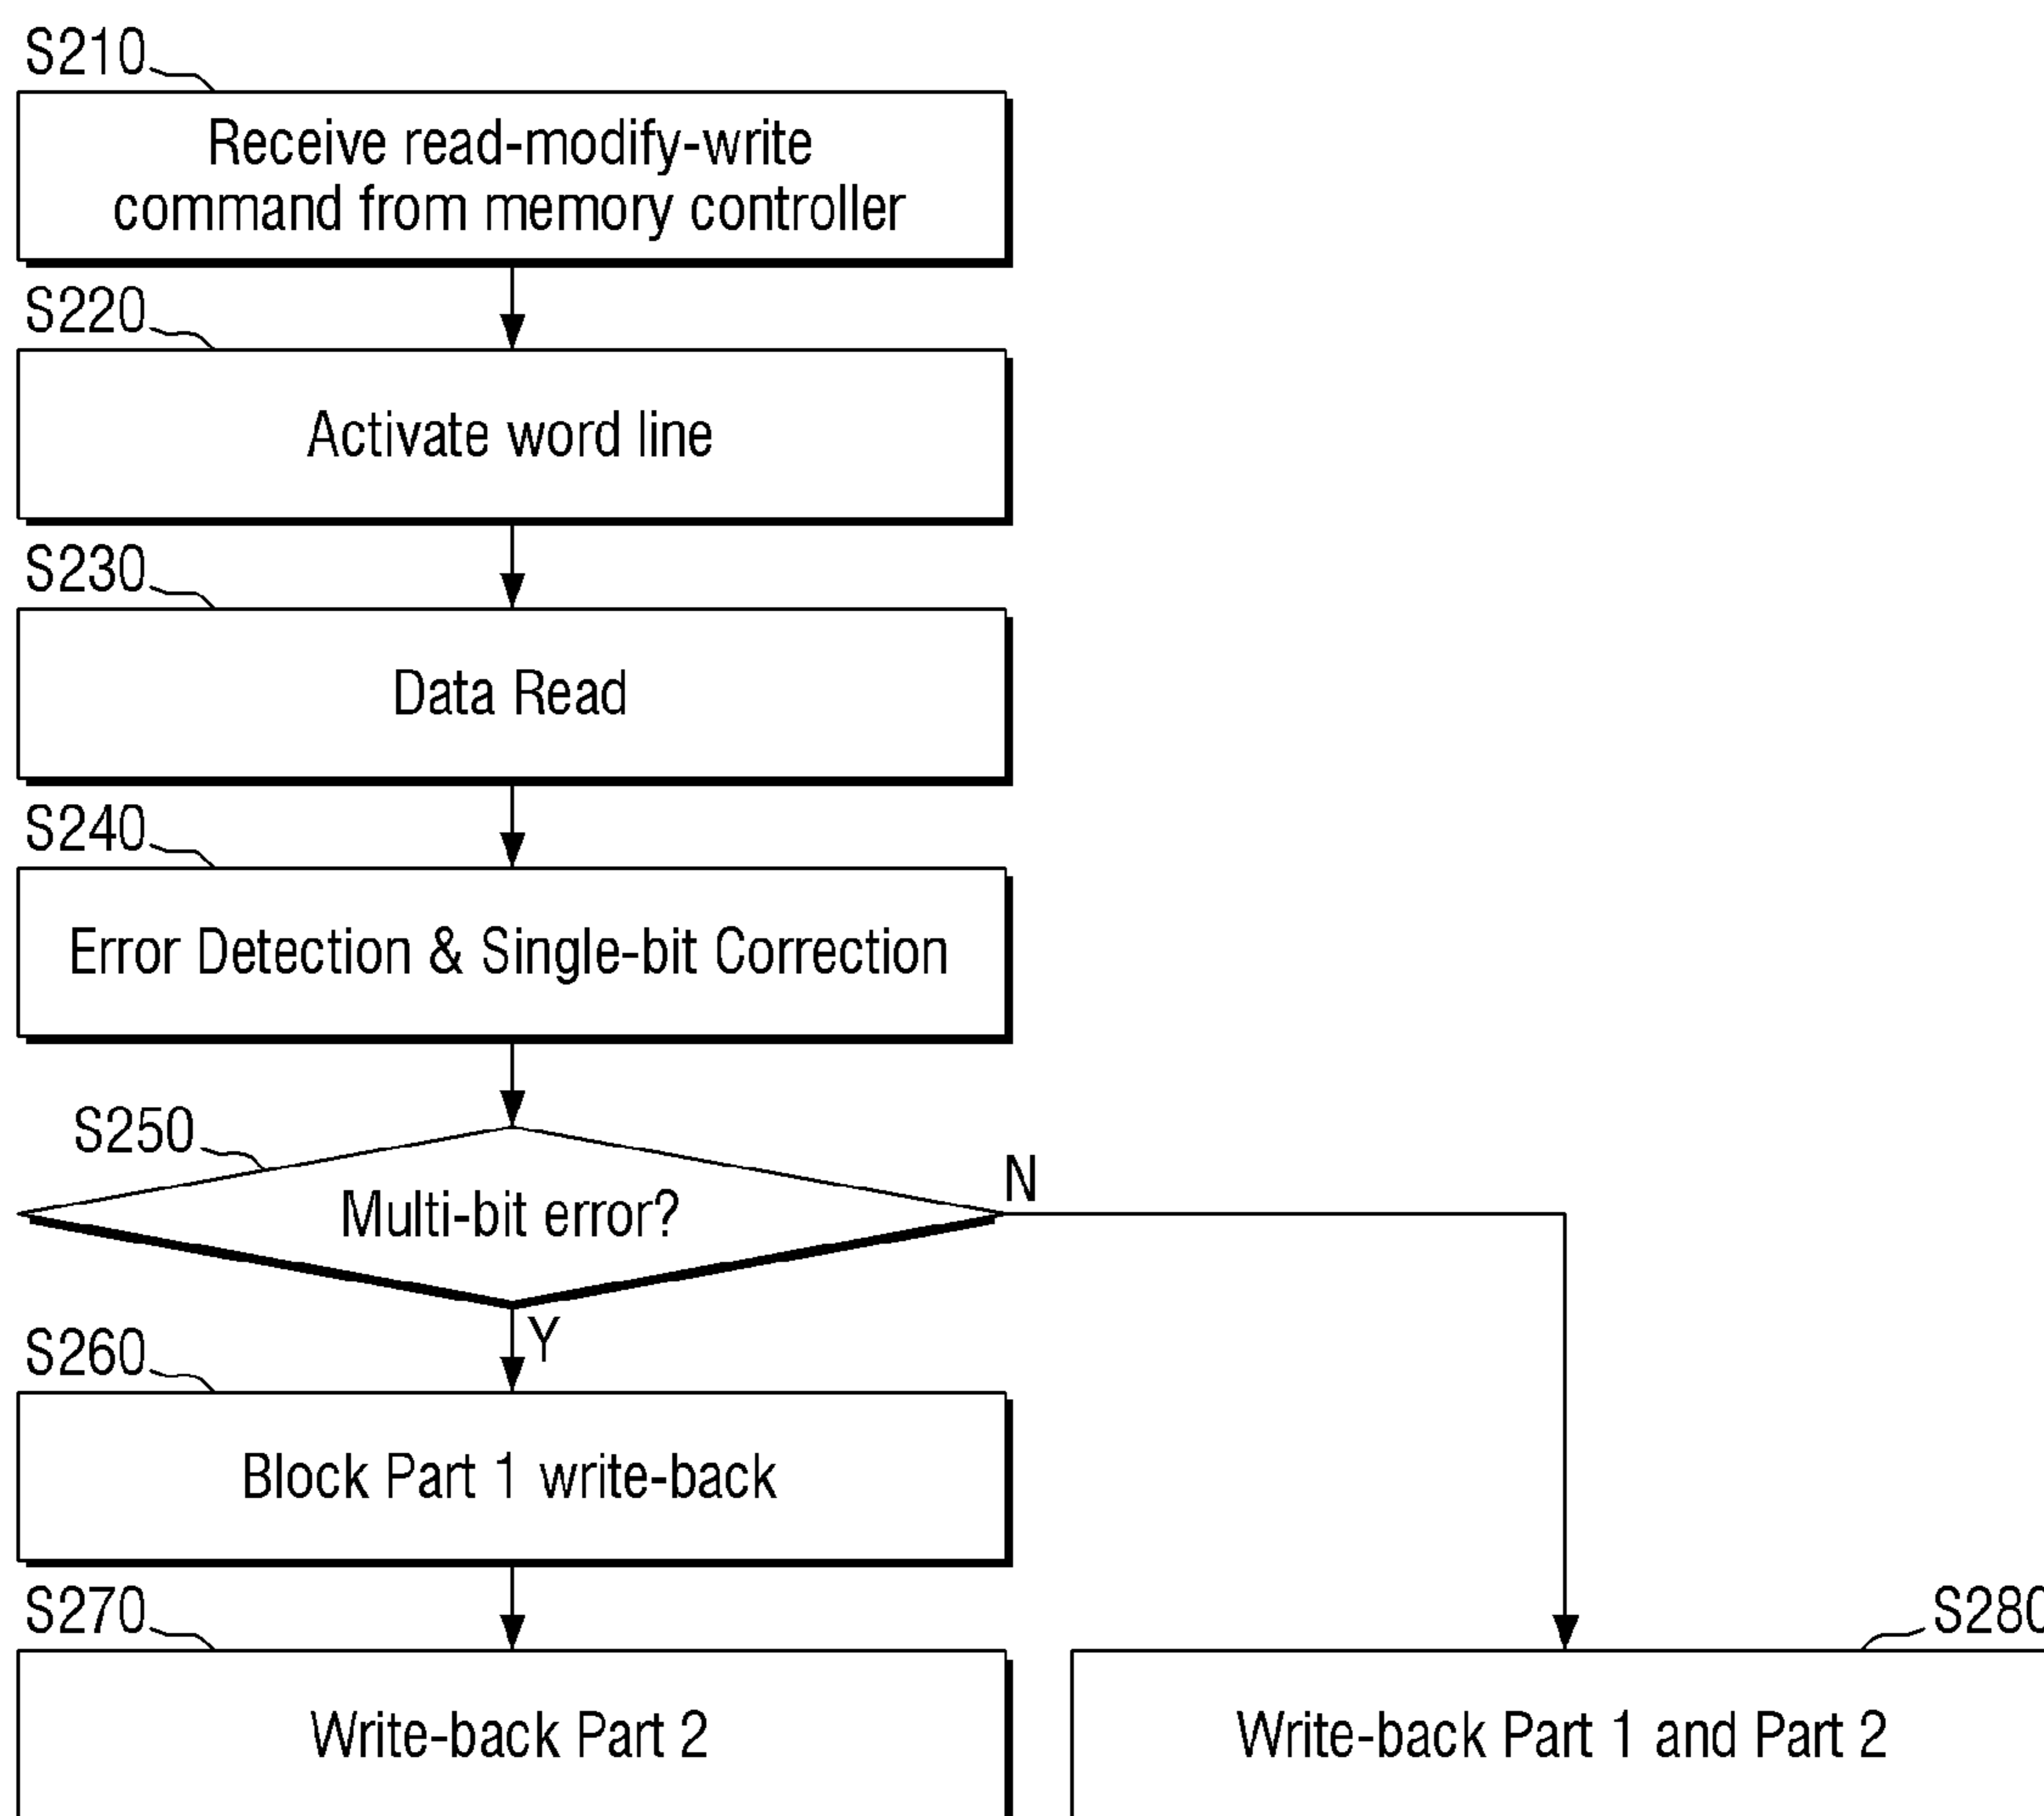 S210
Receive read-modify-write
command from memory controller
S220
Activate word line
S230
Data Read
S240
Error Detection & Single-bit Correction
S250
Multi-bit error?
N
Y
S260
Block Part 1 write-back
S270
Write-back Part 2
S280
Write-back Part 1 and Part 2